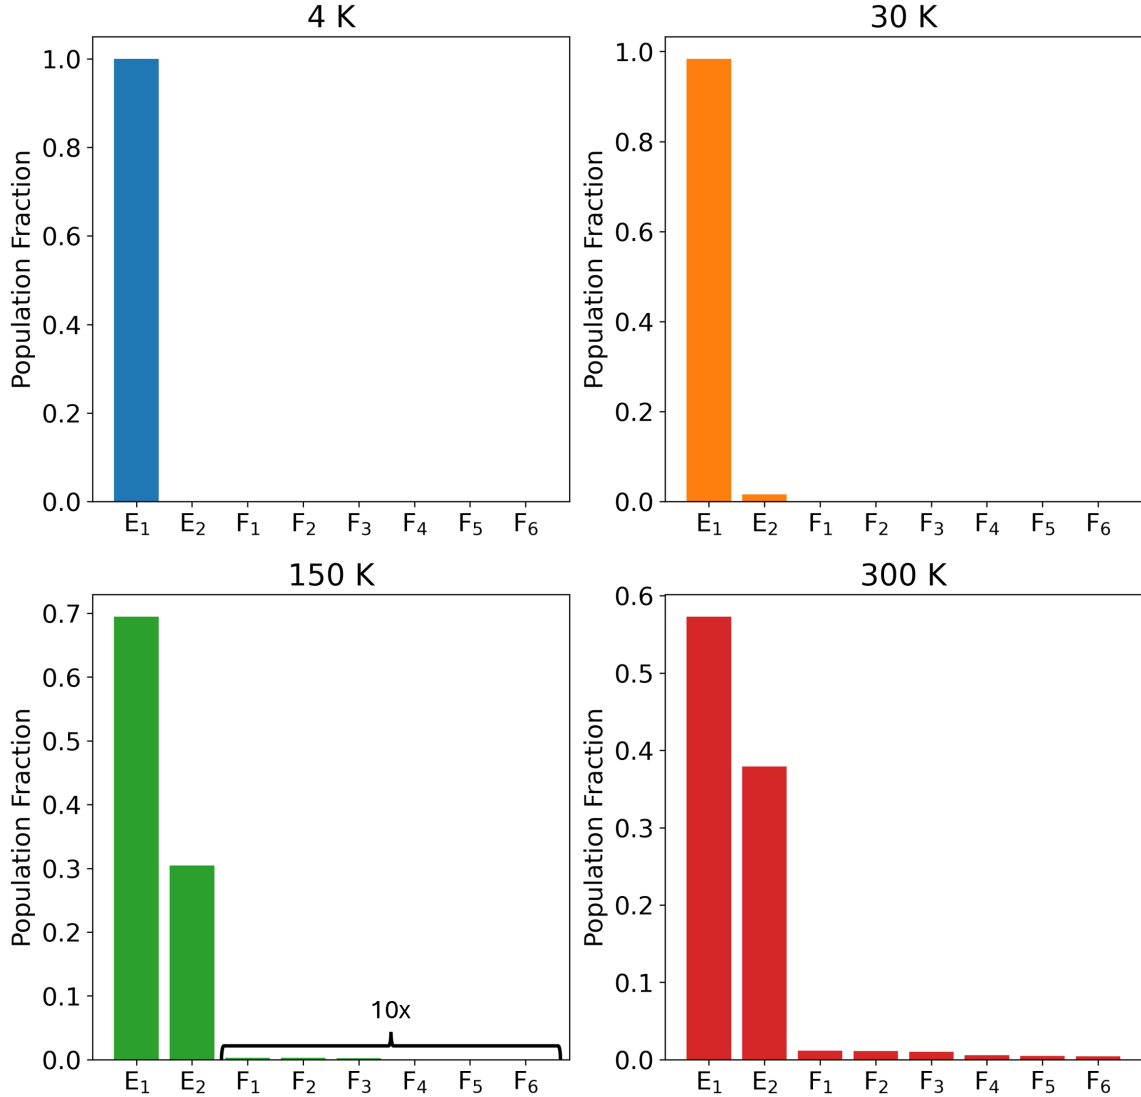 4 K
Population Fraction
1.0
0.8
0.6
0.4
0.2
0.0
E₁ E₂ F₁ F₂ F₃ F₄ F₅ F₆
30 K
Population Fraction
1.0
0.8
0.6
0.4
0.2
0.0
E₁ E₂ F₁ F₂ F₃ F₄ F₅ F₆
150 K
Population Fraction
0.7
0.6
0.5
0.4
0.3
0.2
0.1
0.0
10x
E₁ E₂ F₁ F₂ F₃ F₄ F₅ F₆
300 K
Population Fraction
0.6
0.5
0.4
0.3
0.2
0.1
0.0
E₁ E₂ F₁ F₂ F₃ F₄ F₅ F₆